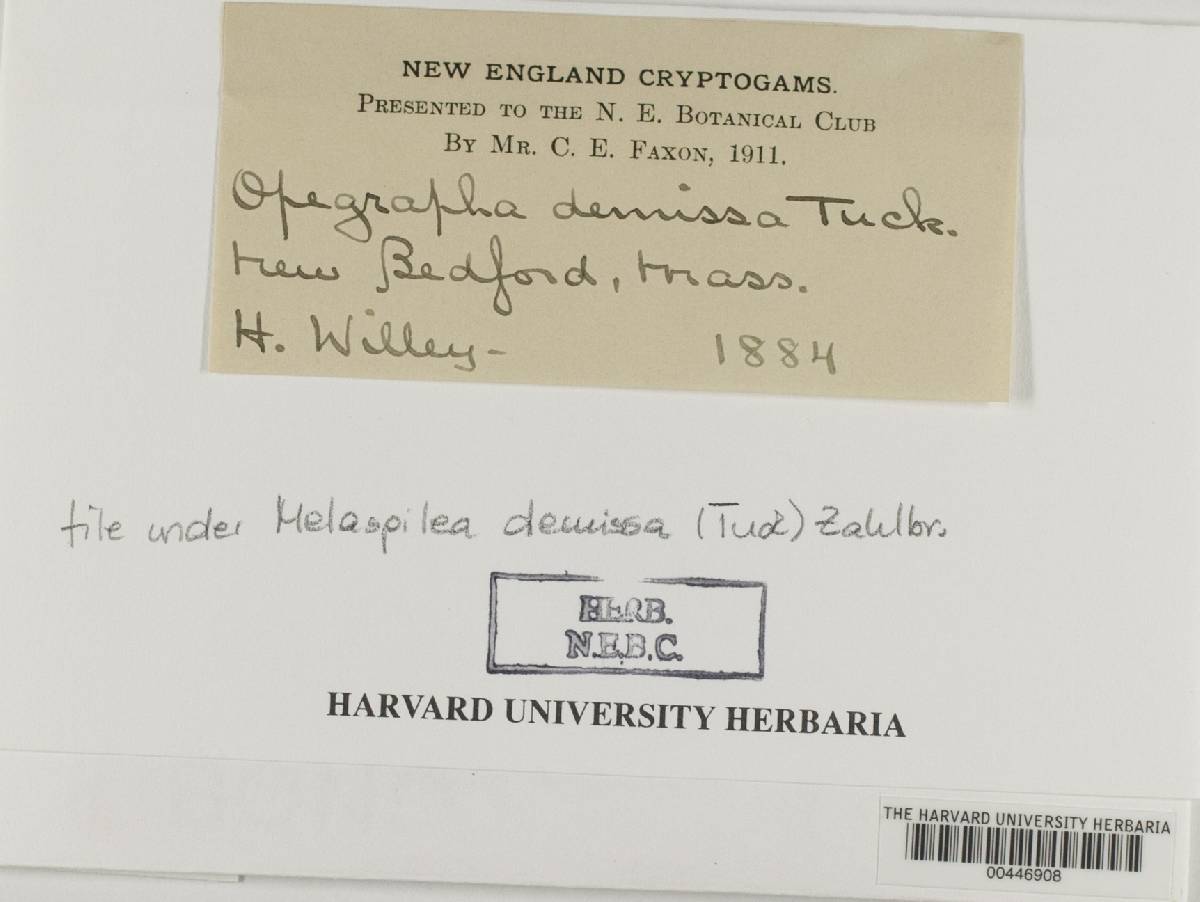 NEW ENGLAND CRYPTOGAMS.
PRESENTED TO THE N. E. BOTANICAL CLUB
BY MR. C. E. FAXON, 1911.
Opegrapha demissa Tuck.
New Bedford, Mass.
H. Willey-
1884
file under Melaspilea demissa (Tuck) Zahlbr.
HERB.
N.E.B.C.
HARVARD UNIVERSITY HERBARIA
THE HARVARD UNIVERSITY HERBARIA
00446908